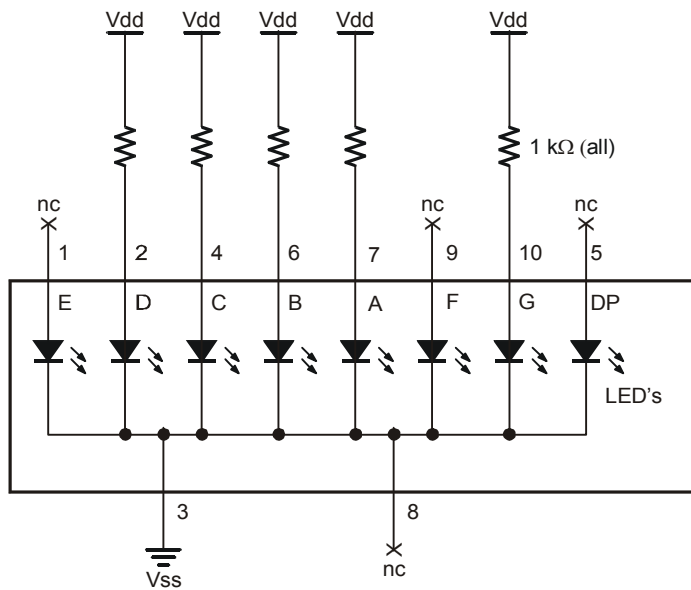 Vdd Vdd Vdd Vdd Vdd
1 kΩ (all)
nc nc nc
1 2 4 6 7 9 10 5
E D C B A F G DP
LED's
3 8
Vss nc